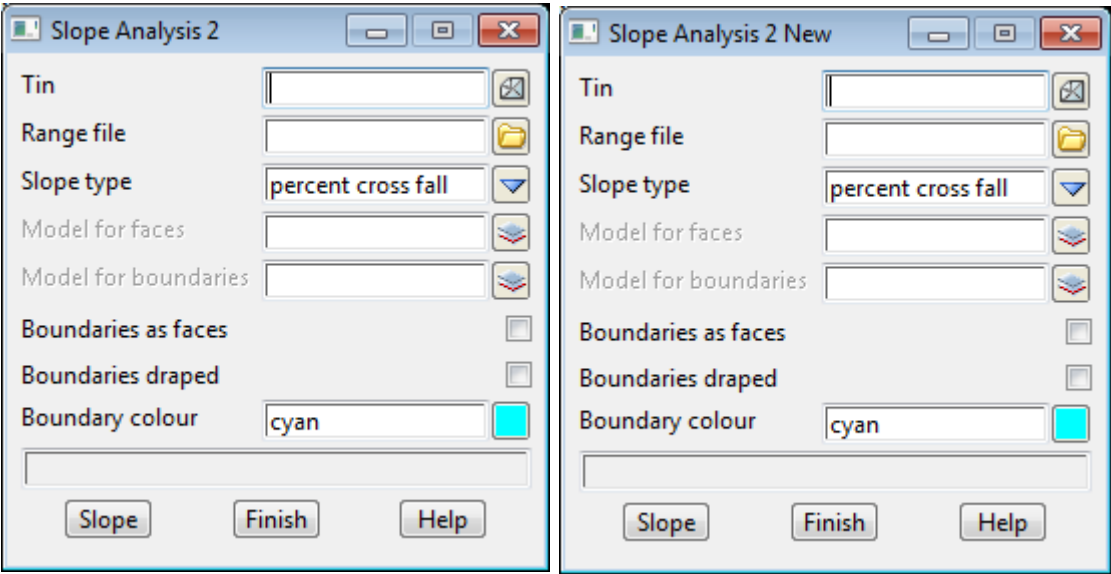 Slope Analysis 2
Tin
Range file
Slope type
percent cross fall
Model for faces
Model for boundaries
Boundaries as faces
Boundaries draped
Boundary colour
cyan
Slope
Finish
Help
Slope Analysis 2 New
Tin
Range file
Slope type
percent cross fall
Model for faces
Model for boundaries
Boundaries as faces
Boundaries draped
Boundary colour
cyan
Slope
Finish
Help